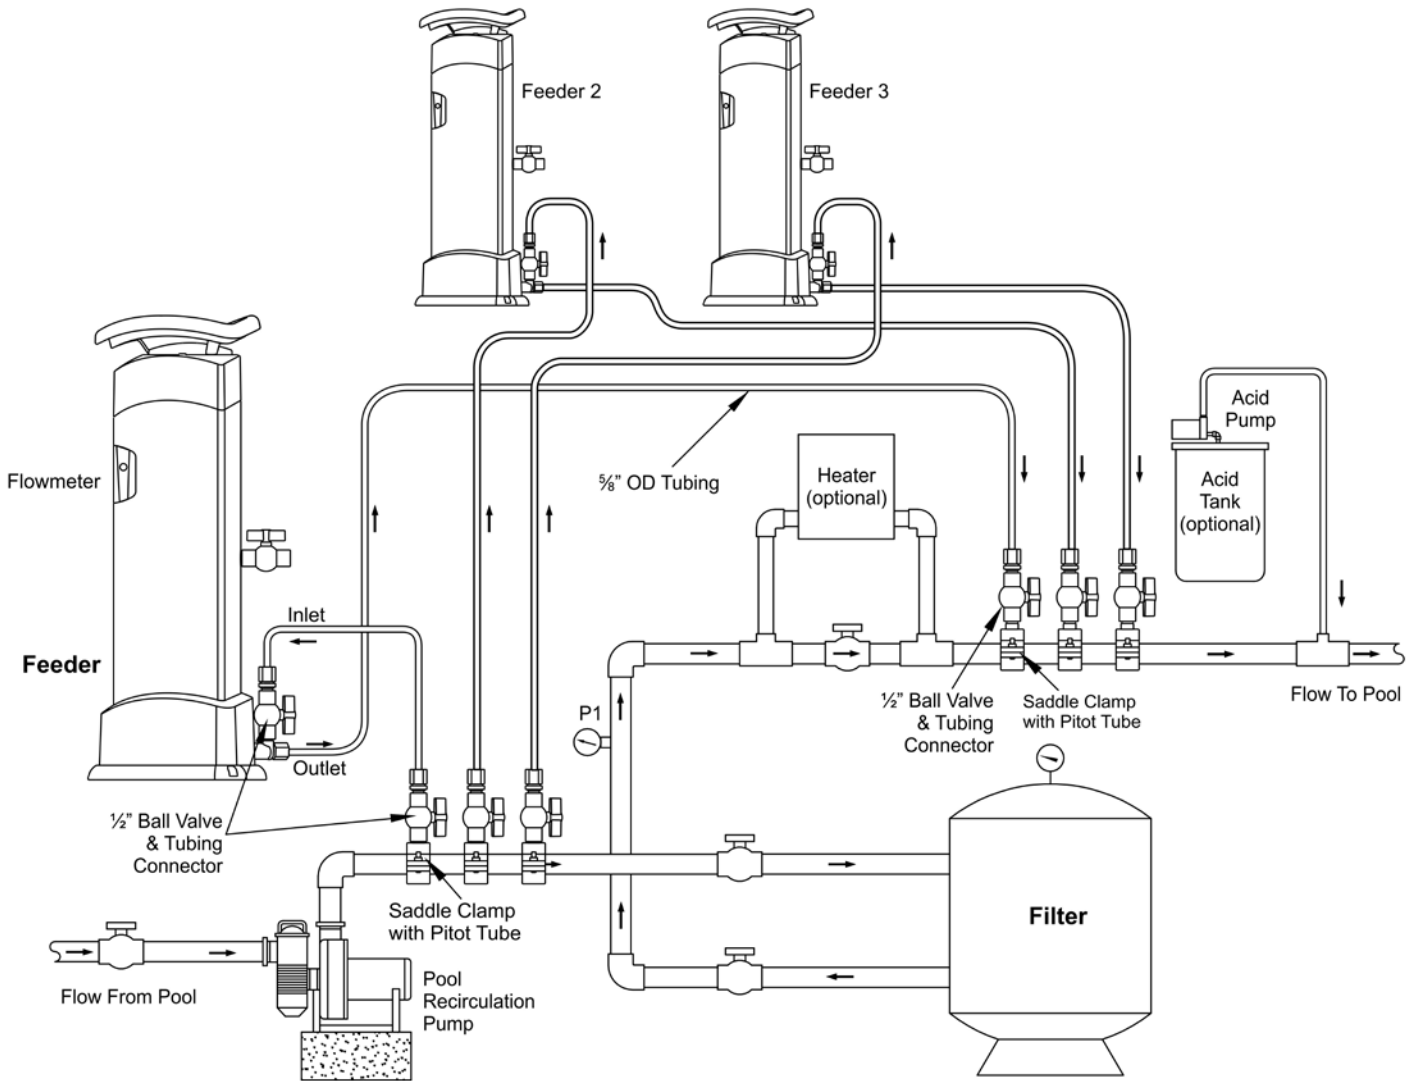 Feeder 2
Feeder 3
Acid
Pump
Flowmeter
⅝” OD Tubing
Heater
(optional)
Acid
Tank
(optional)
Inlet
Feeder
Outlet
P1
½” Ball Valve
& Tubing
Connector
Saddle Clamp
with Pitot Tube
Flow To Pool
½” Ball Valve
& Tubing
Connector
Saddle Clamp
with Pitot Tube
Filter
Flow From Pool
Pool
Recirculation
Pump